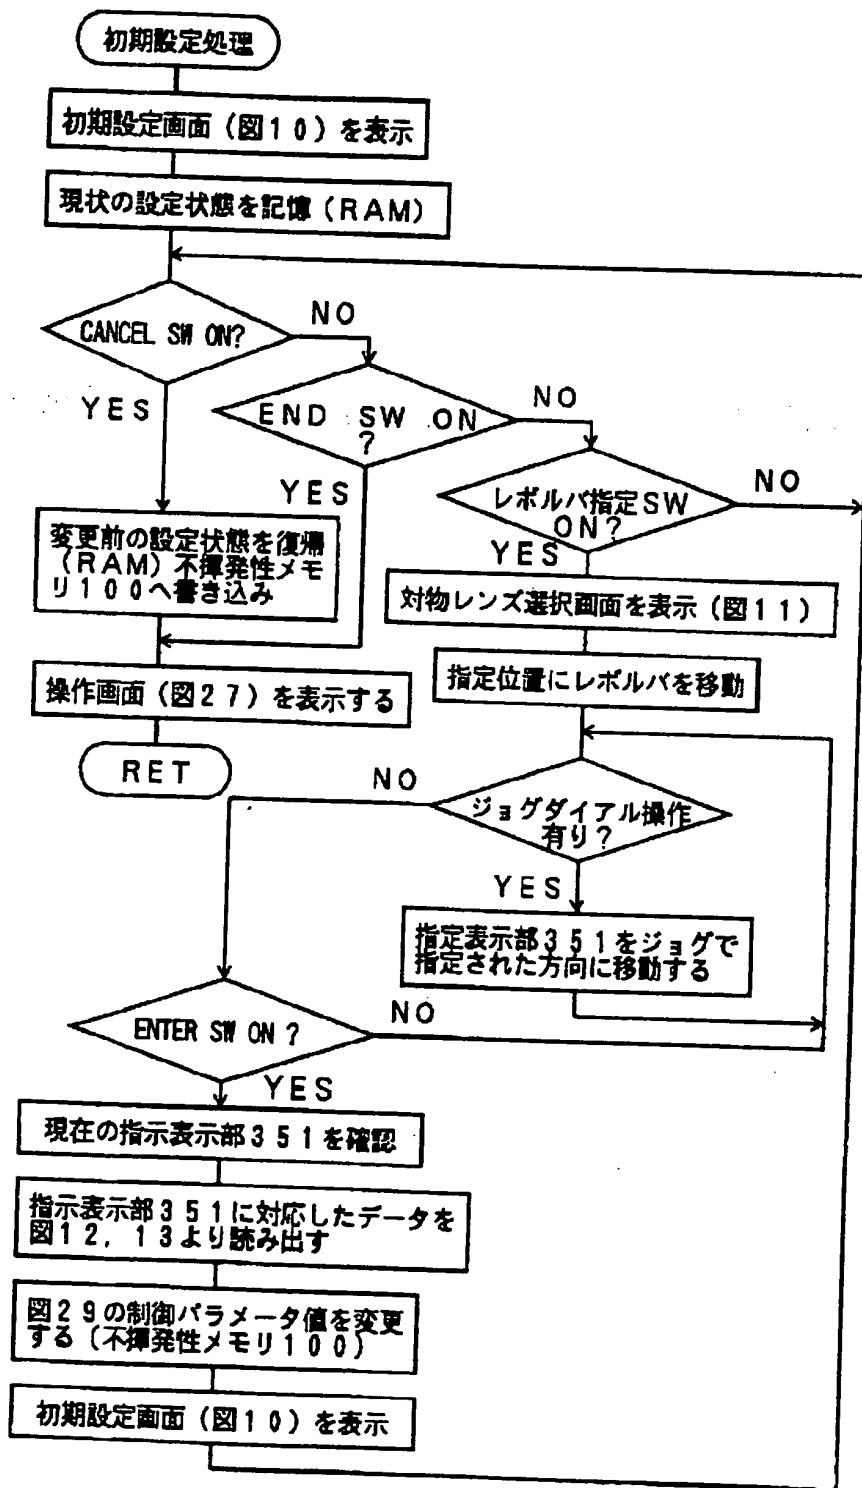 初期設定処理
初期設定画面（図１０）を表示
現状の設定状態を記憶（ＲＡＭ）
CANCEL SW ON?
NO
YES
END SW ON
?
NO
YES
レボルバ指定SW
ON?
NO
YES
変更前の設定状態を復帰
（ＲＡＭ）不揮発性メモ
リ１００へ書き込み
対物レンズ選択画面を表示（図１１）
操作画面（図２７）を表示する
指定位置にレボルバを移動
RET
ジョグダイアル操作
有り？
NO
YES
指定表示部３５１をジョグで
指定された方向に移動する
ENTER SW ON ?
NO
YES
現在の指示表示部３５１を確認
指示表示部３５１に対応したデータを
図１２，１３より読み出す
図２９の制御パラメータ値を変更
する（不揮発性メモリ１００）
初期設定画面（図１０）を表示